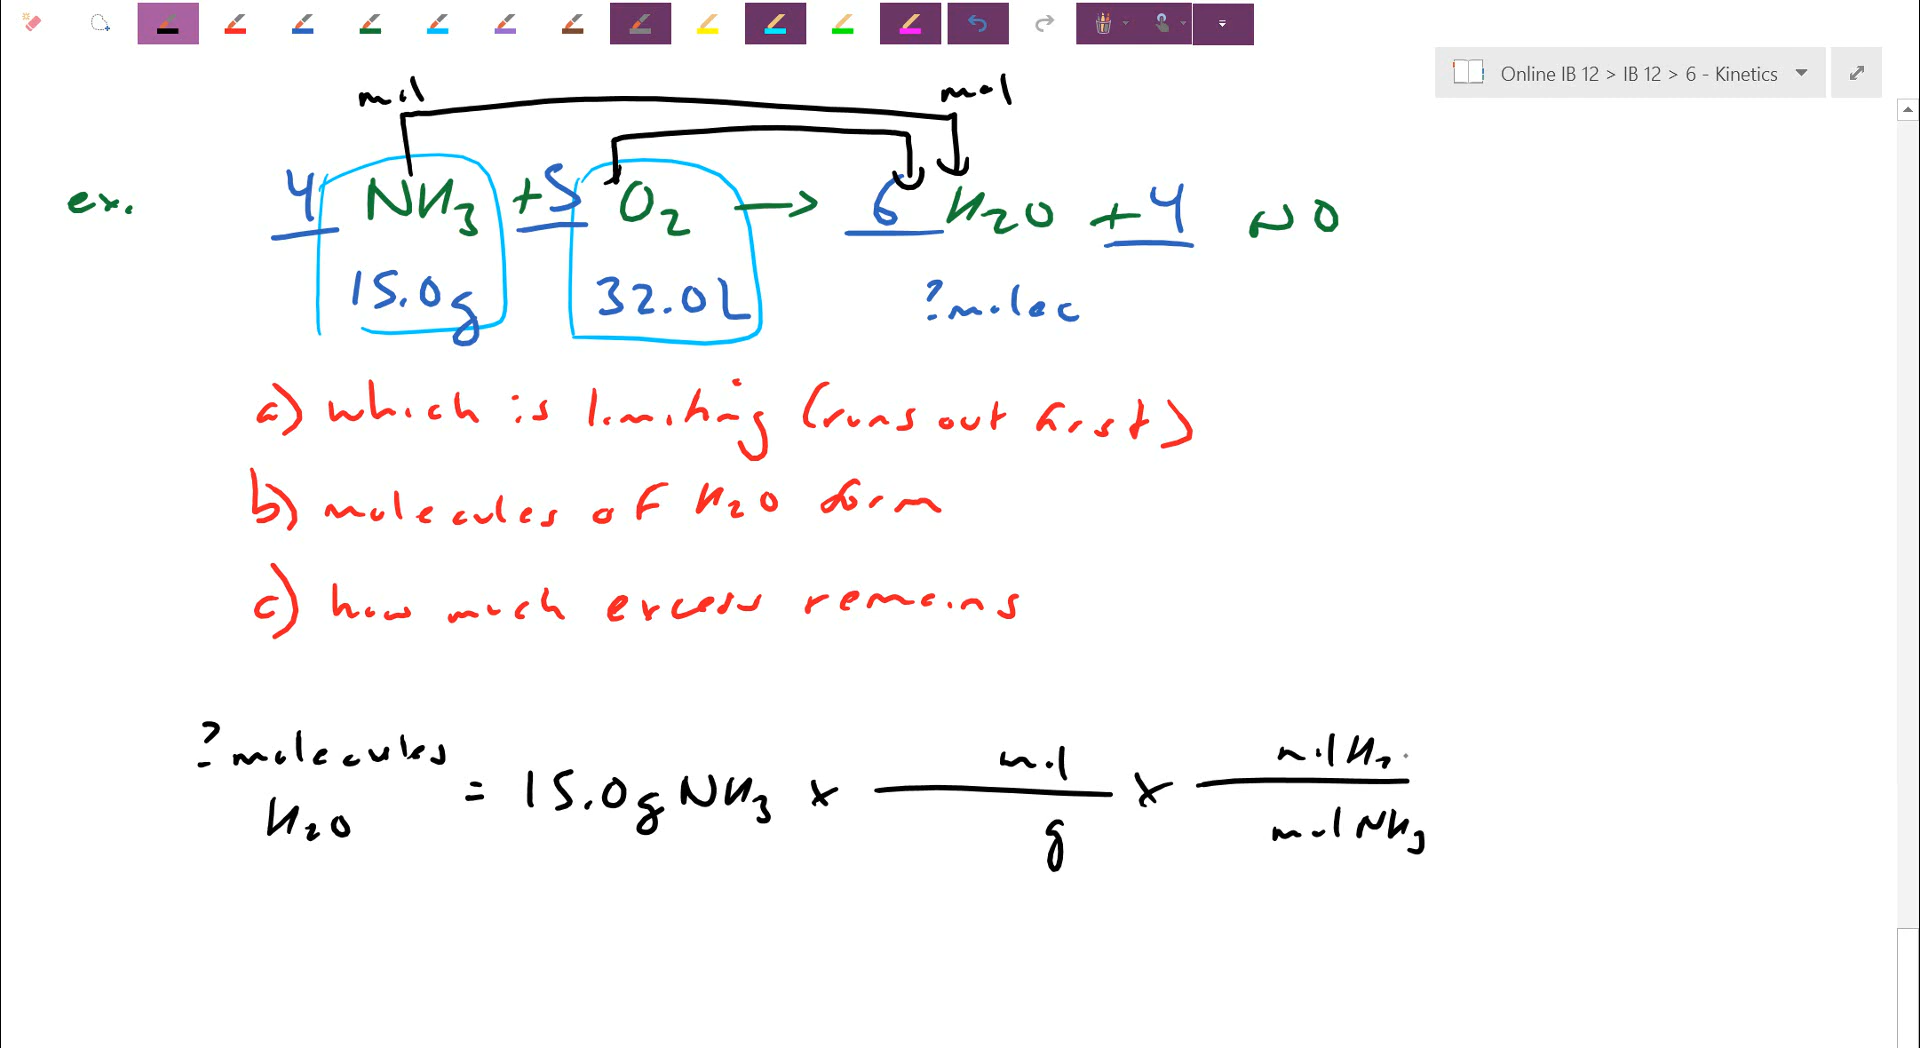 Online IB 12 > IB 12 > 6 - Kinetics
mol mol
ex. 4 NH3 + 5 O2 → 6 H2O + 4 NO
15.0g 32.0L ? molec
a) which is limiting (runs out first)
b) molecules of H2O form
c) how much excess remains
? molecules H2O = 15.0g NH3 x mol / g x mol H2 / mol NH3